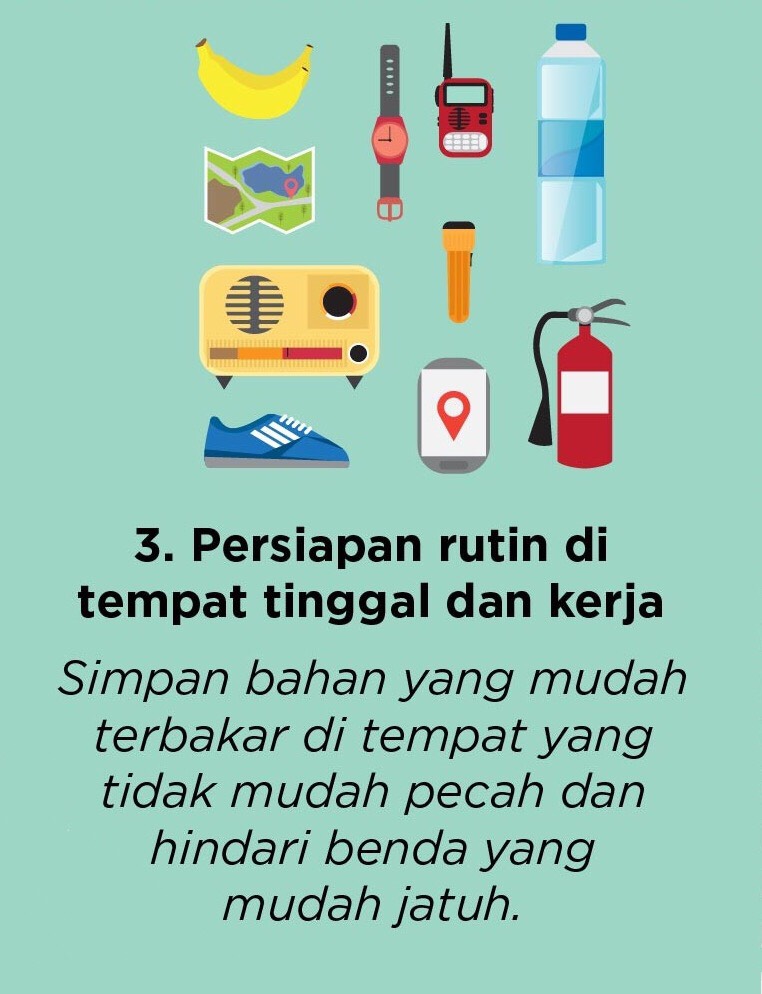 3. Persiapan rutin di
tempat tinggal dan kerja
Simpan bahan yang mudah
terbakar di tempat yang
tidak mudah pecah dan
hindari benda yang
mudah jatuh.